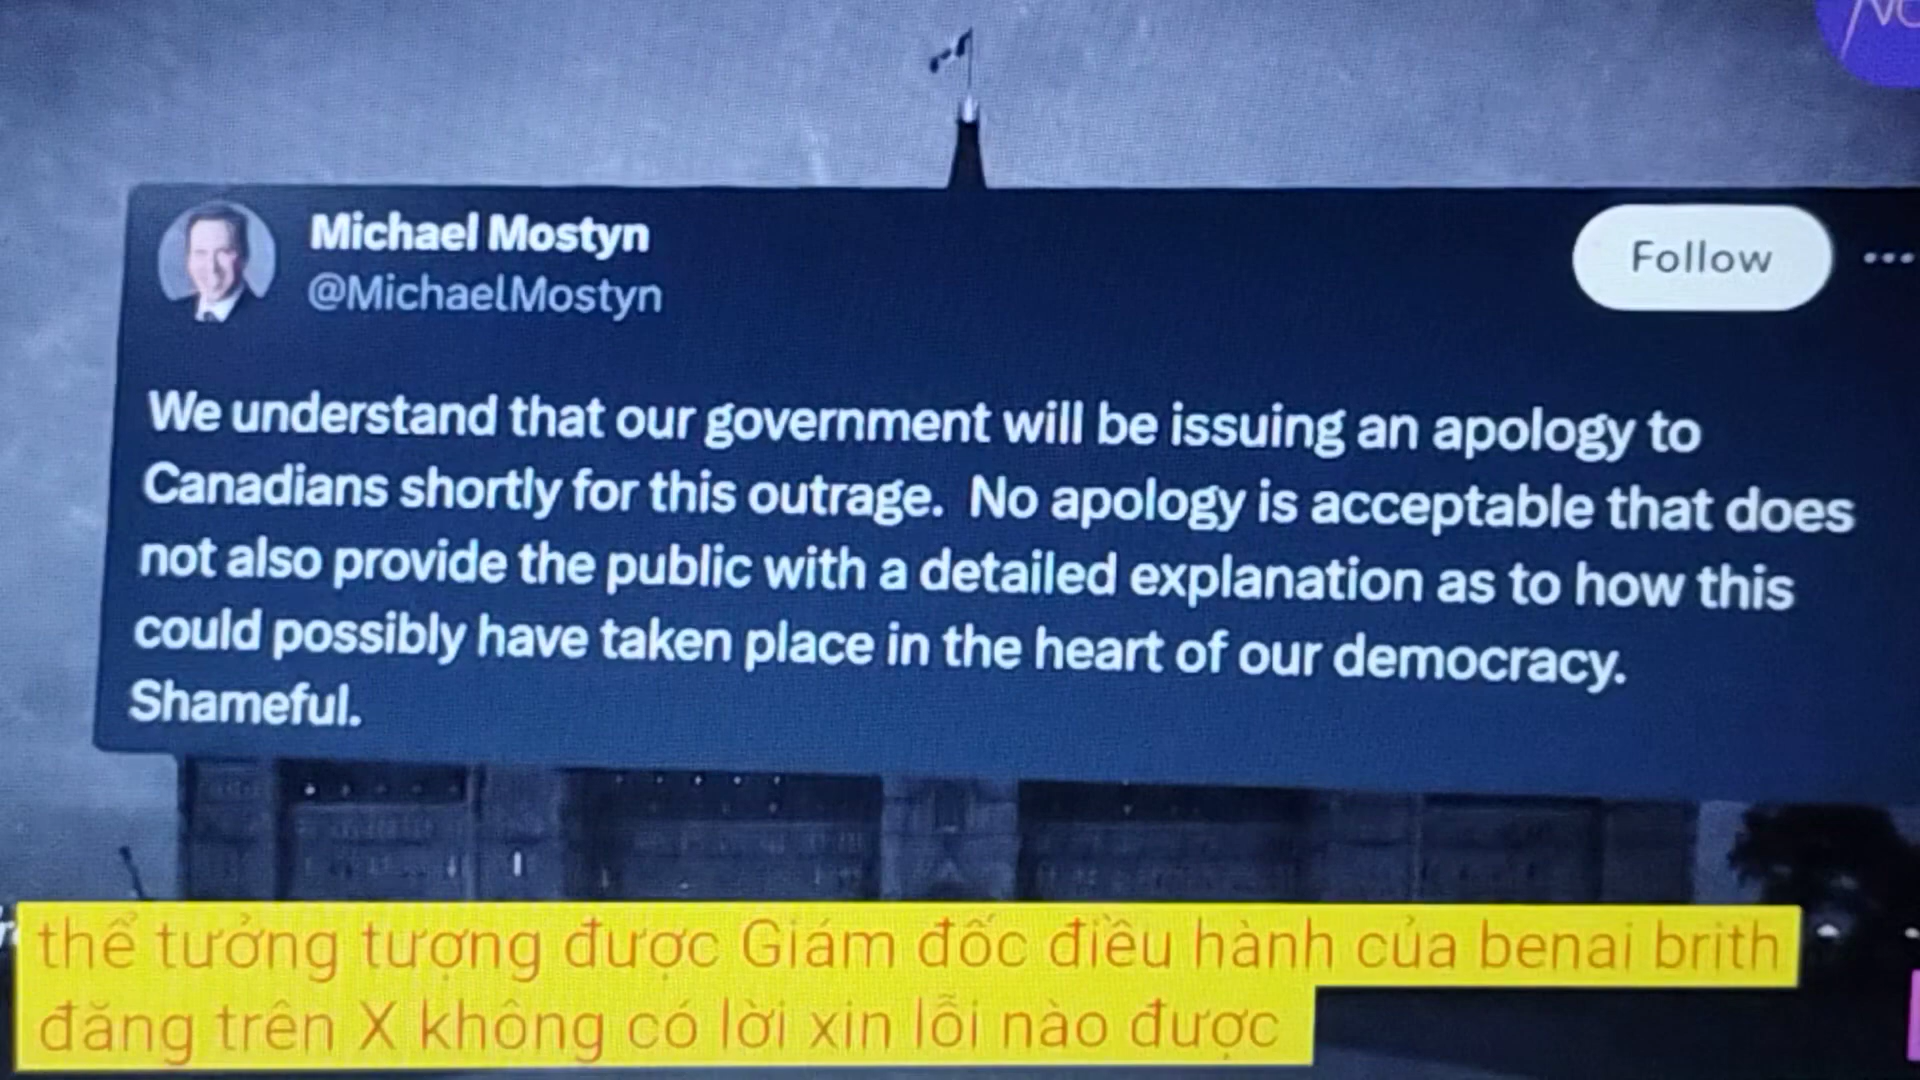 Michael Mostyn
@MichaelMostyn
Follow
We understand that our government will be issuing an apology to
Canadians shortly for this outrage. No apology is acceptable that does
not also provide the public with a detailed explanation as to how this
could possibly have taken place in the heart of our democracy.
Shameful.
thể tưởng tượng được Giám đốc điều hành của benai brith
đăng trên X không có lời xin lỗi nào được